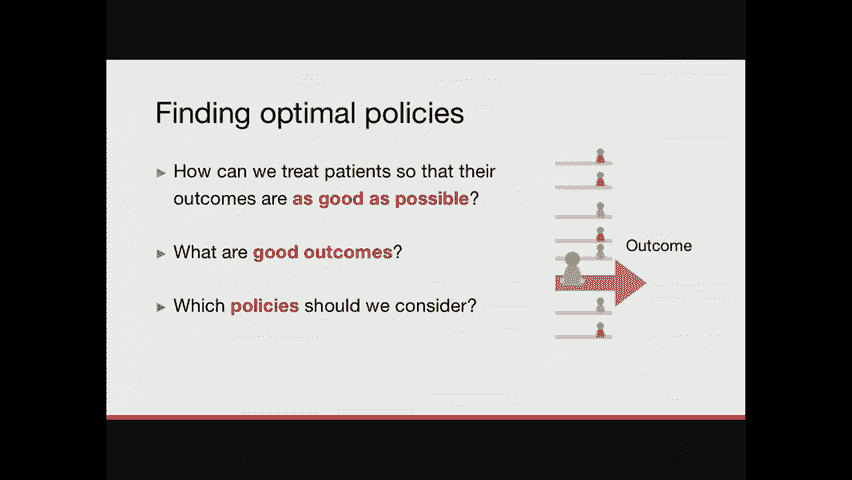 Finding optimal policies
How can we treat patients so that their
outcomes are as good as possible?
What are good outcomes?
Which policies should we consider?
Outcome